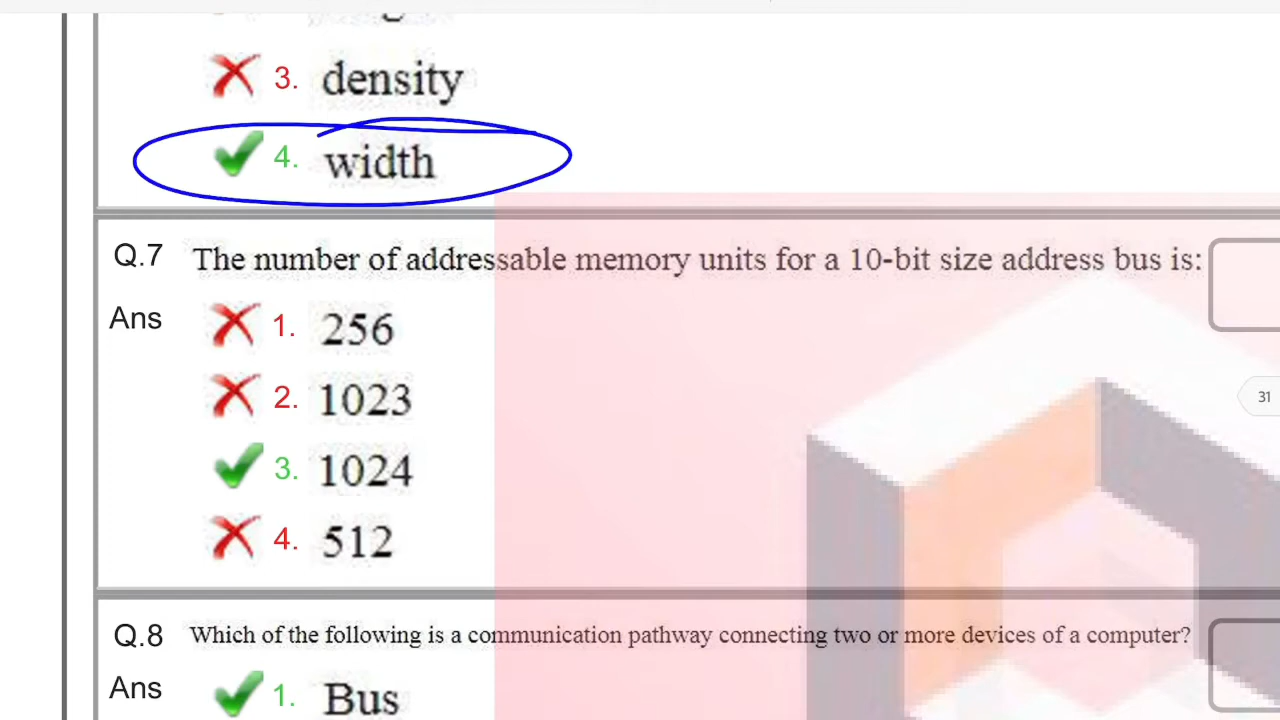 3. density
4. width
Q.7 The number of addressable memory units for a 10-bit size address bus is:
Ans 1. 256
2. 1023
3. 1024
4. 512
31
Q.8 Which of the following is a communication pathway connecting two or more devices of a computer?
Ans 1. Bus